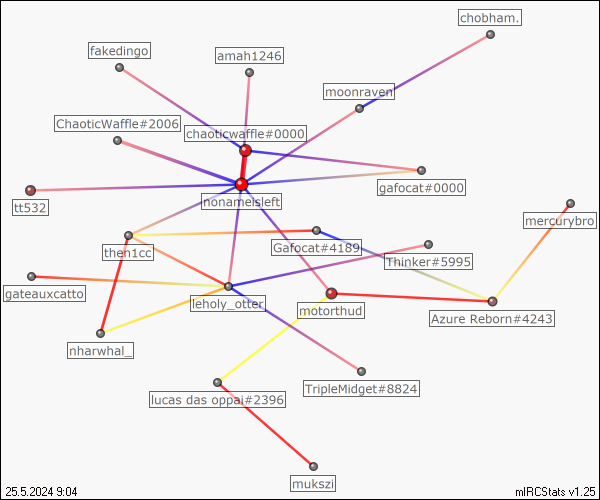 chobham.
fakedingo
amah1246
moonraven
ChaoticWaffle#2006
chaoticwaffle#0000
gafocat#0000
nonameisleft
tt532
mercurybro
Gafocat#4189
then1cc
Thinker#5995
gateauxcatto
leholy_otter
motorthud
Azure Reborn#4243
nharwhal_
TripleMidget#8824
lucas das oppai#2396
mukszi
25.5.2024 9:04
mIRCStats v1.25